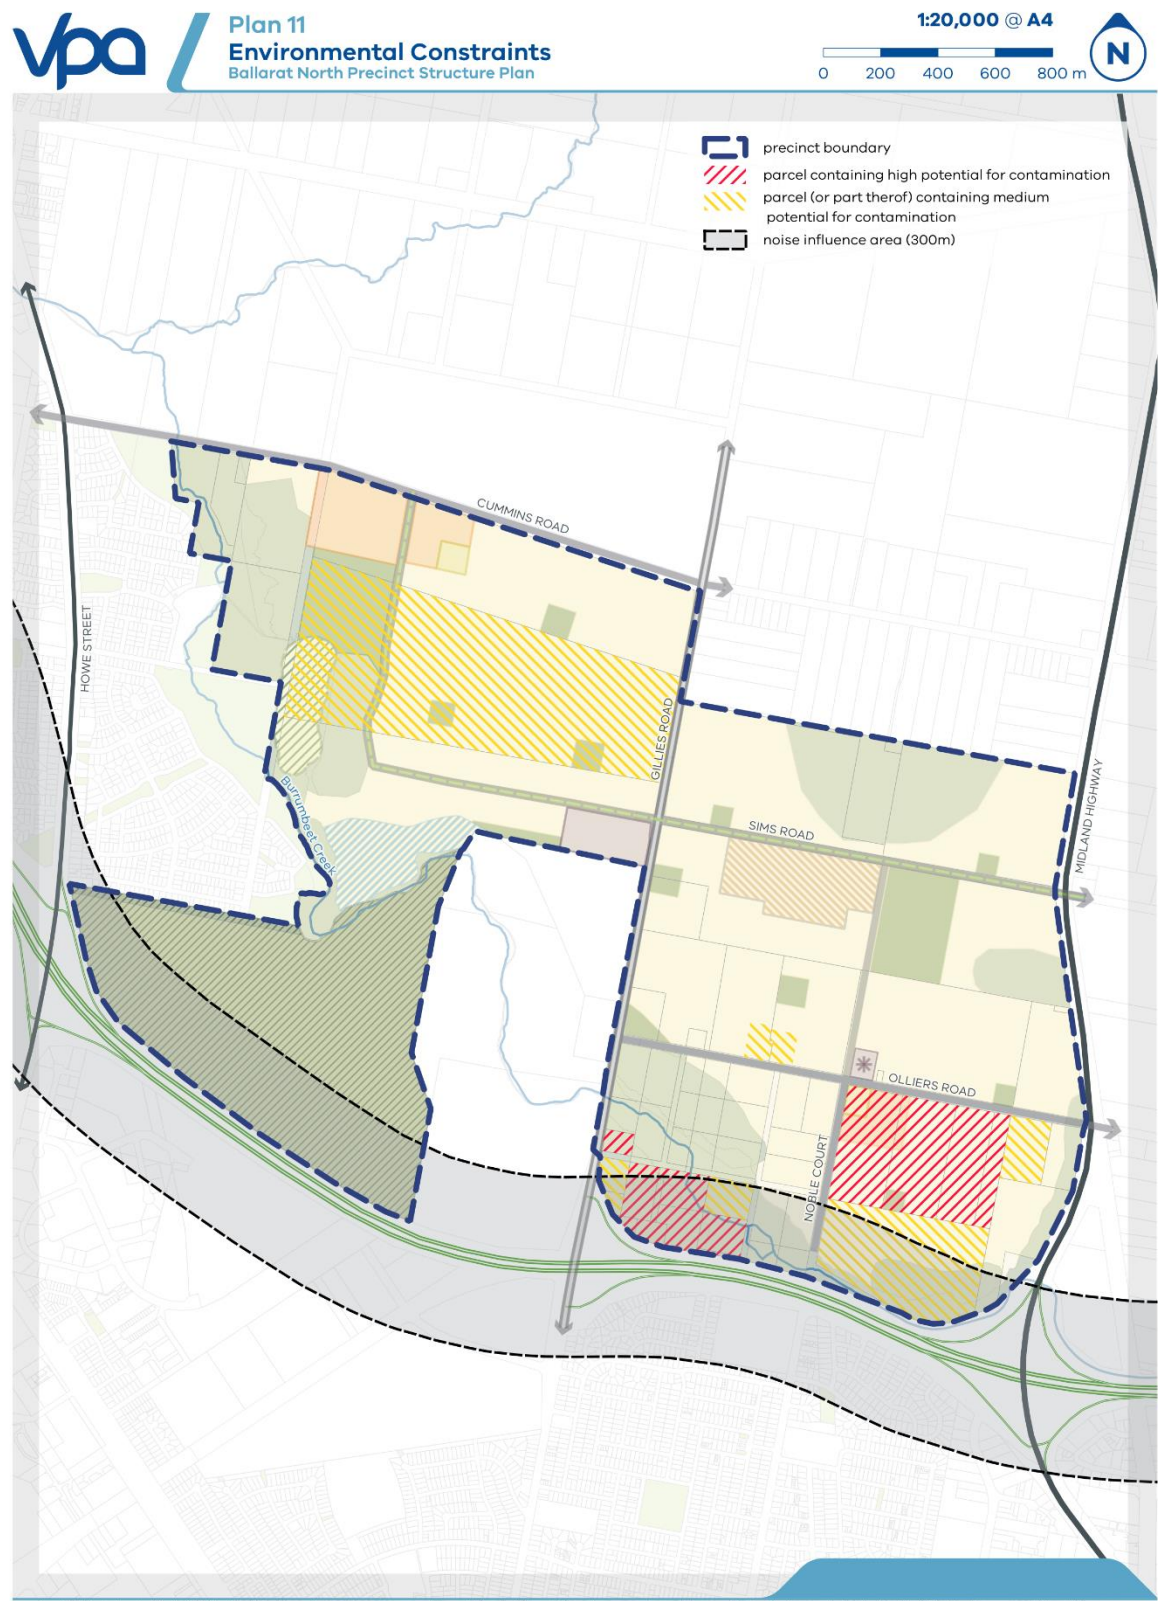 vpa
Plan 11
Environmental Constraints
Ballarat North Precinct Structure Plan
1:20,000 @ A4
0 200 400 600 800 m
N
precinct boundary
parcel containing high potential for contamination
parcel (or part therof) containing medium
potential for contamination
noise influence area (300m)
CUMMINS ROAD
HOWE STREET
GILLIES ROAD
Burrumbeet Creek
SIMS ROAD
MIDLAND HIGHWAY
OLLIERS ROAD
NOBLE COURT